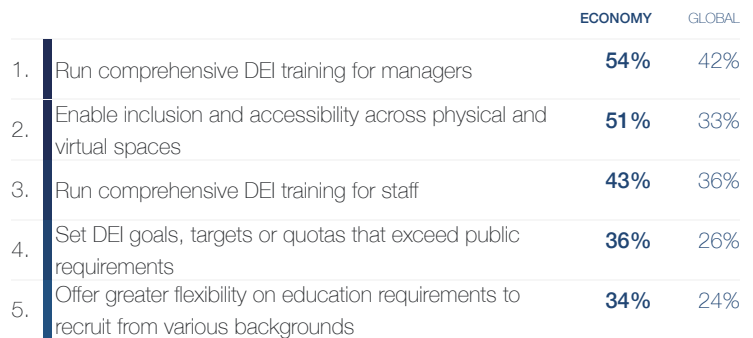 ECONOMY GLOBAL
1. Run comprehensive DEI training for managers 54% 42%
2. Enable inclusion and accessibility across physical and 51% 33%
virtual spaces
3. Run comprehensive DEI training for staff 43% 36%
4. Set DEI goals, targets or quotas that exceed public 36% 26%
requirements
5. Offer greater flexibility on education requirements to 34% 24%
recruit from various backgrounds